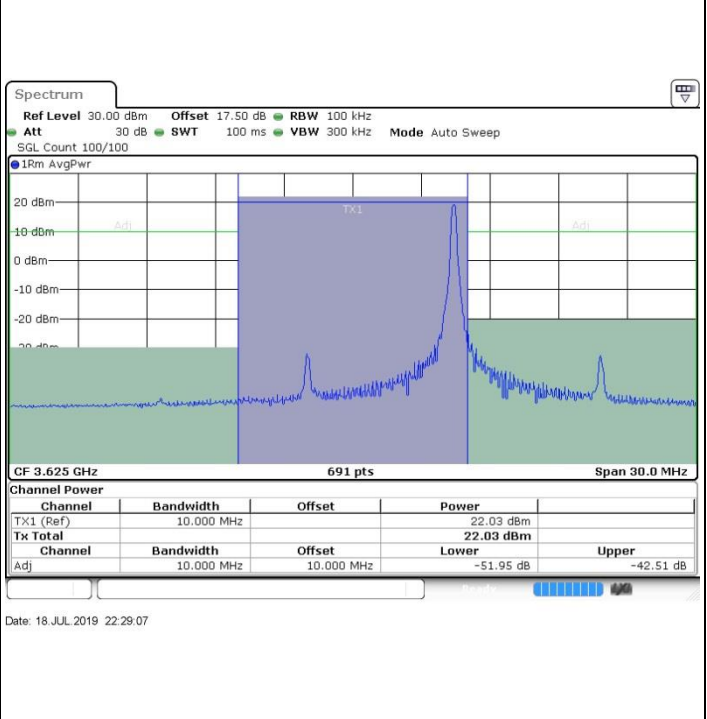 Spectrum
Ref Level 30.00 dBm Offset 17.50 dB RBW 100 kHz
Att 30 dB SWT 100 ms VBW 300 kHz Mode Auto Sweep
SGL Count 100/100
1Rm AvgPwr
20 dBm
TX1
Adj Adj
10 dBm
0 dBm
-10 dBm
-20 dBm
CF 3.625 GHz 691 pts Span 30.0 MHz
Channel Power
Channel Bandwidth Offset Power
TX1 (Ref) 10.000 MHz 22.03 dBm
Tx Total 22.03 dBm
Channel Bandwidth Offset Lower Upper
Adj 10.000 MHz 10.000 MHz -51.95 dB -42.51 dB
Date: 18.JUL.2019 22:29:07